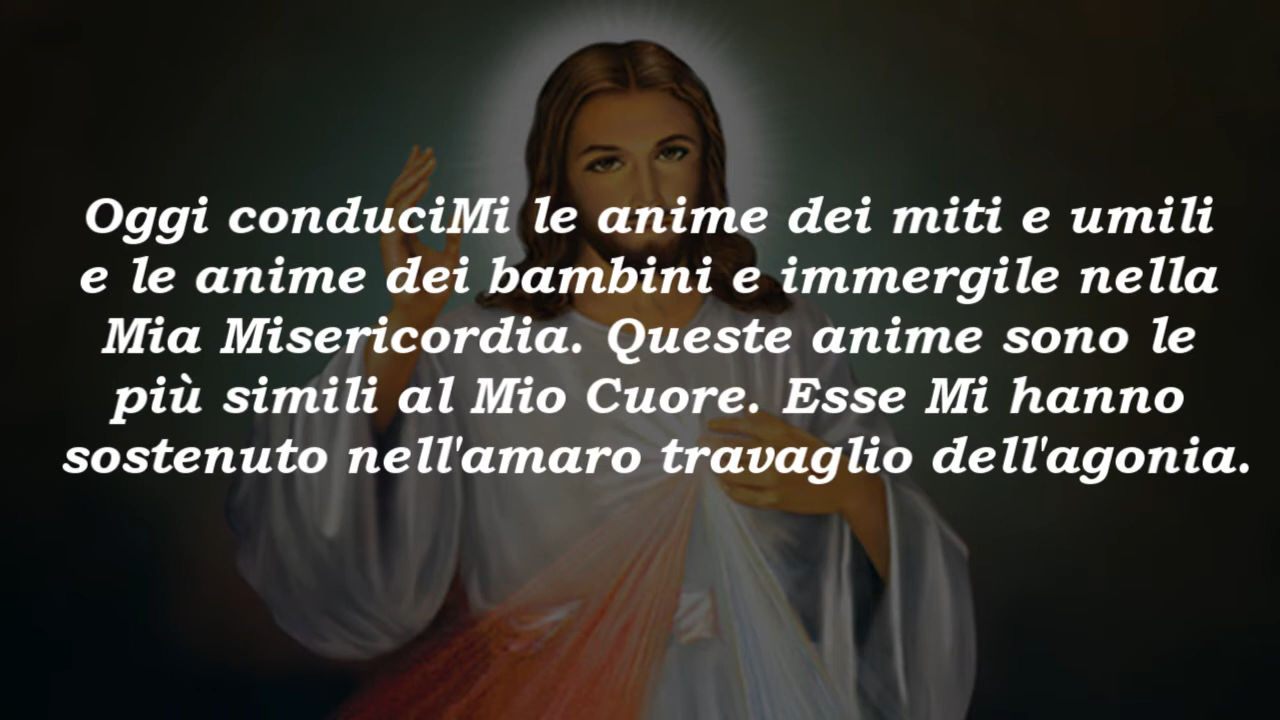 Oggi conduciMi le anime dei miti e umili
e le anime dei bambini e immergile nella
Mia Misericordia. Queste anime sono le
più simili al Mio Cuore. Esse Mi hanno
sostenuto nell'amaro travaglio dell'agonia.